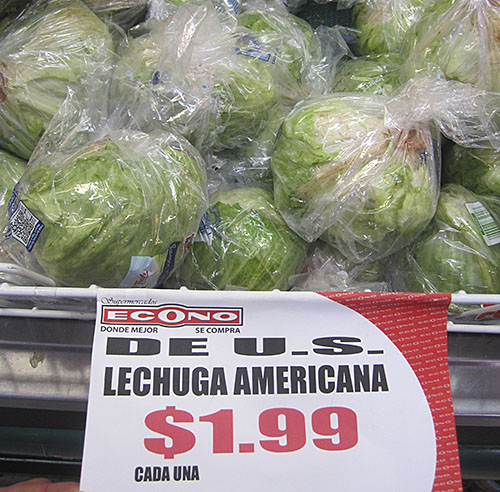 Supermercados
ECONO
DONDE MEJOR SE COMPRA
DE U.S.
LECHUGA AMERICANA
$1.99
CADA UNA